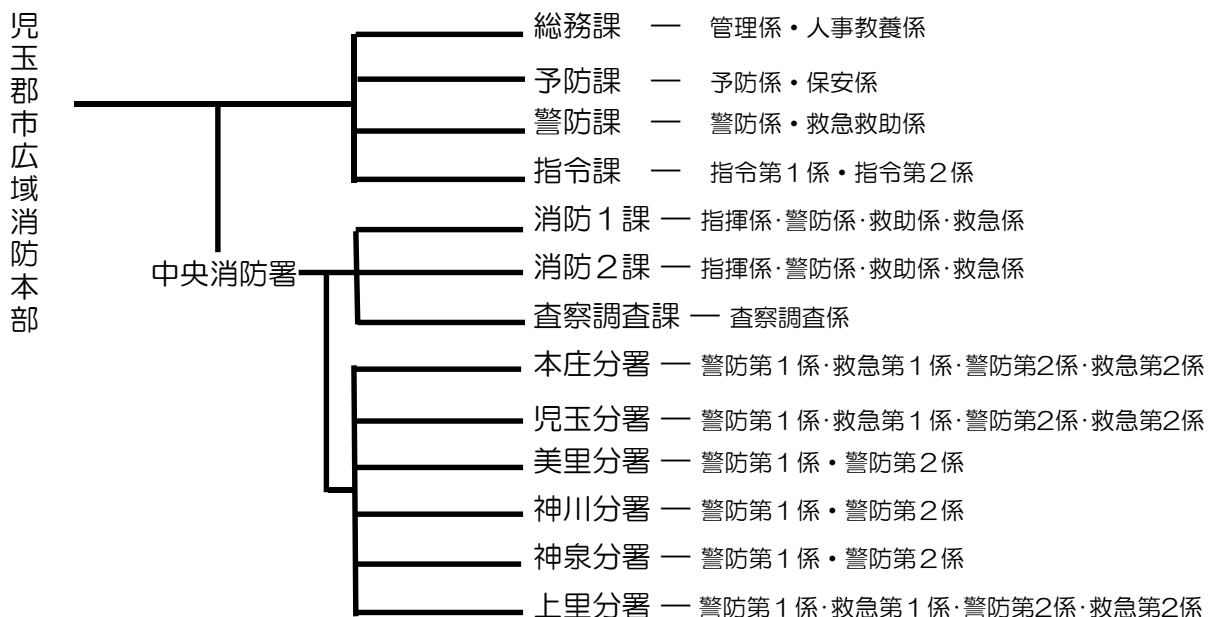 児玉郡市広域消防本部
総務課 ― 管理係・人事教養係
予防課 ― 予防係・保安係
警防課 ― 警防係・救急救助係
指令課 ― 指令第１係・指令第２係
中央消防署
消防１課 ― 指揮係･警防係･救助係･救急係
消防２課 ― 指揮係･警防係･救助係･救急係
査察調査課 ― 査察調査係
本庄分署 ― 警防第１係･救急第１係･警防第2係･救急第2係
児玉分署 ― 警防第１係･救急第１係･警防第2係･救急第2係
美里分署 ― 警防第１係・警防第２係
神川分署 ― 警防第１係・警防第２係
神泉分署 ― 警防第１係・警防第２係
上里分署 ― 警防第１係･救急第１係･警防第2係･救急第2係